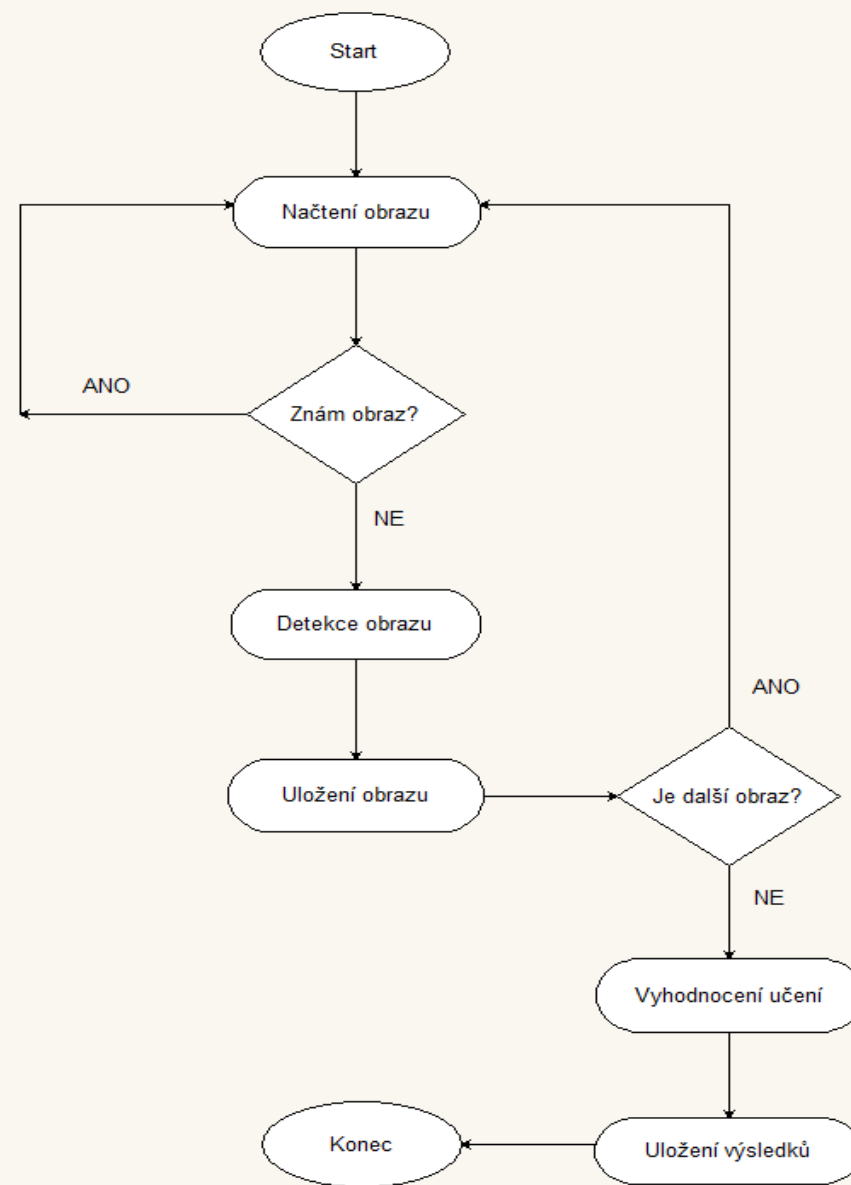 Start
Načtení obrazu
ANO
Znám obraz?
NE
Detekce obrazu
ANO
Uložení obrazu
Je další obraz?
NE
Vyhodnocení učení
Konec
Uložení výsledků